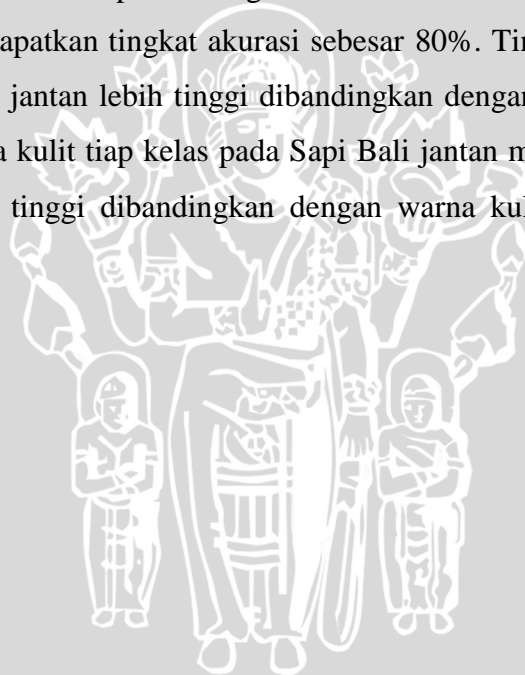 apatkan tingkat akurasi sebesar 80%. Tin
jantan lebih tinggi dibandingkan dengan
a kulit tiap kelas pada Sapi Bali jantan m
tinggi dibandingkan dengan warna kul